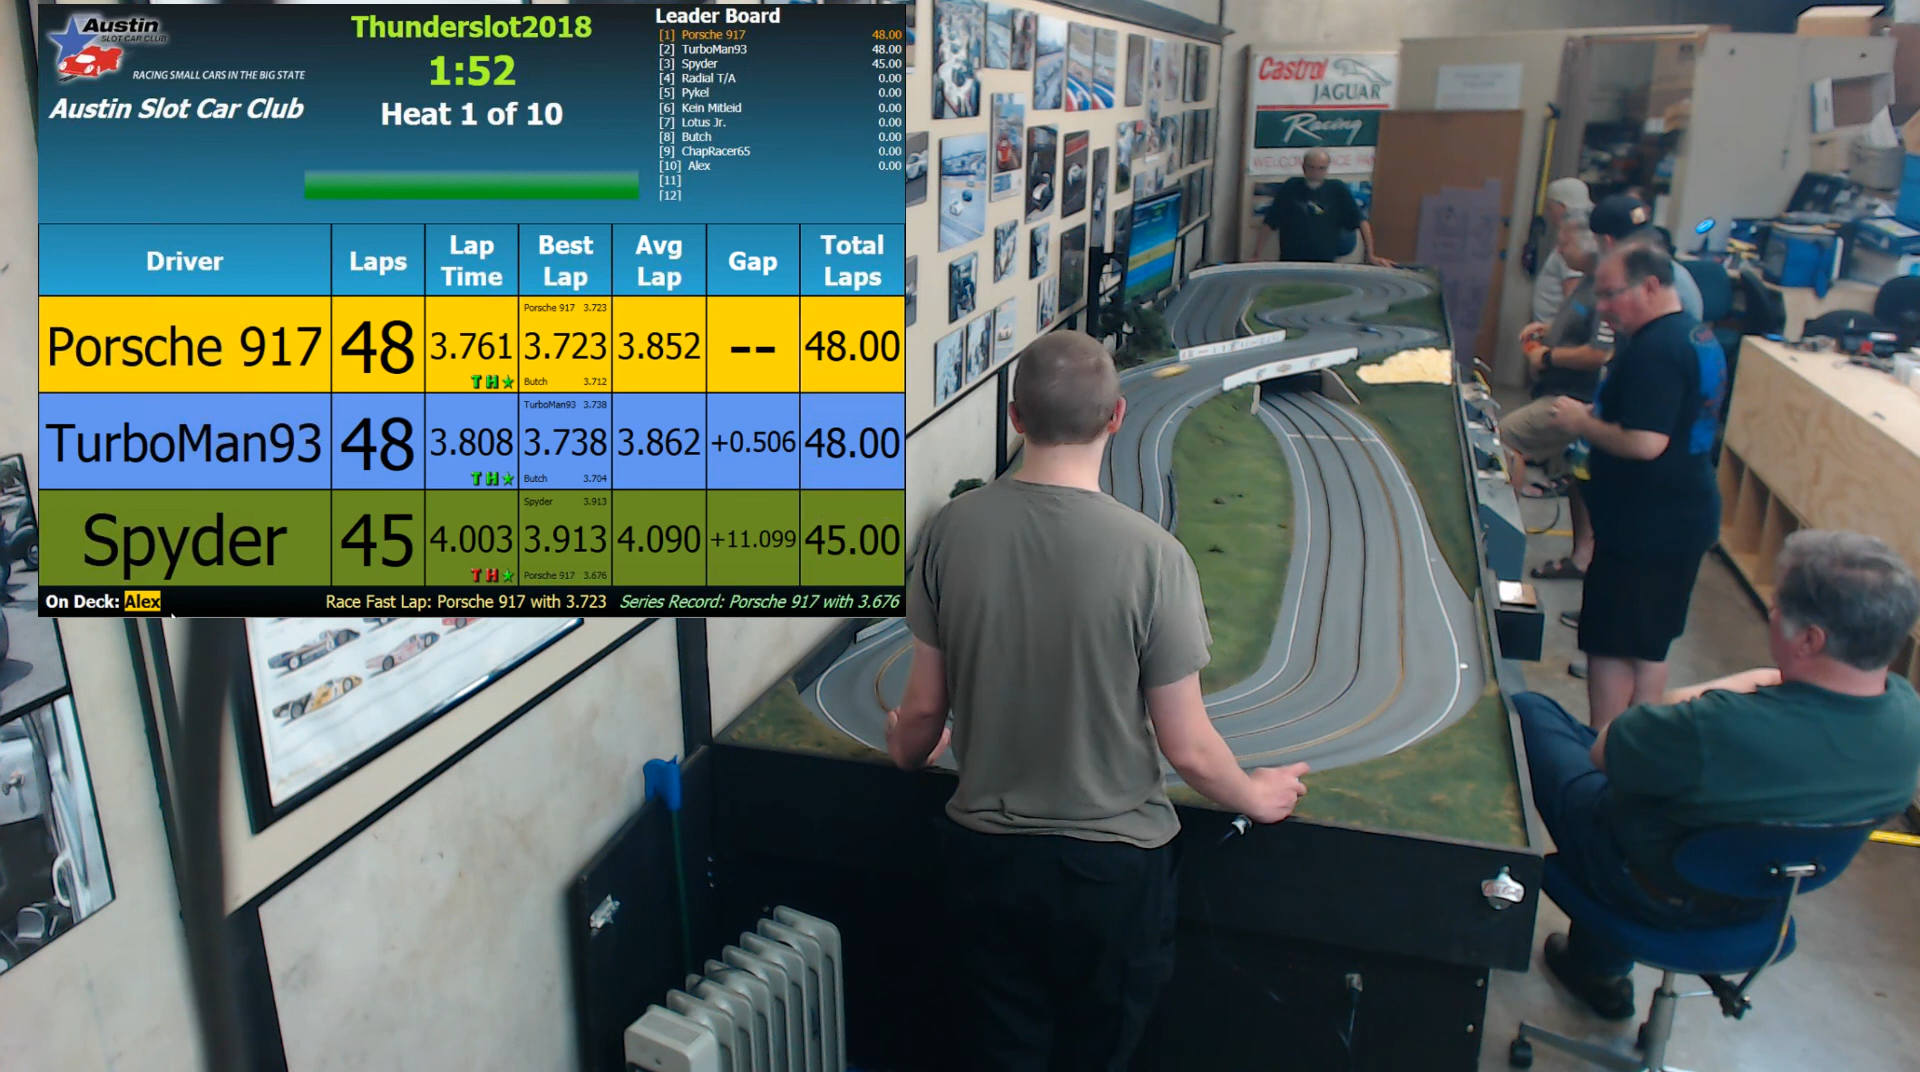 Austin
SLOT CAR CLUB
RACING SMALL CARS IN THE BIG STATE
Austin Slot Car Club
Thunderslot2018
1:52
Heat 1 of 10
Leader Board
[1] Porsche 917 48.00
[2] TurboMan93 48.00
[3] Spyder 45.00
[4] Radial T/A 0.00
[5] Pykel 0.00
[6] Kein Mitleid 0.00
[7] Lotus Jr. 0.00
[8] Butch 0.00
[9] ChapRacer65 0.00
[10] Alex 0.00
[11]
[12]
Driver Laps Lap Time Best Lap Avg Lap Gap Total Laps
Porsche 917 3.723
Porsche 917 48 3.761 3.723 3.852 -- 48.00
T H ★ Butch 3.712
TurboMan93 3.738
TurboMan93 48 3.808 3.738 3.862 +0.506 48.00
T H ★ Butch 3.704
Spyder 3.913
Spyder 45 4.003 3.913 4.090 +11.099 45.00
T H ★ Porsche 917 3.676
On Deck: Alex Race Fast Lap: Porsche 917 with 3.723 Series Record: Porsche 917 with 3.676
Castrol
JAGUAR
Racing